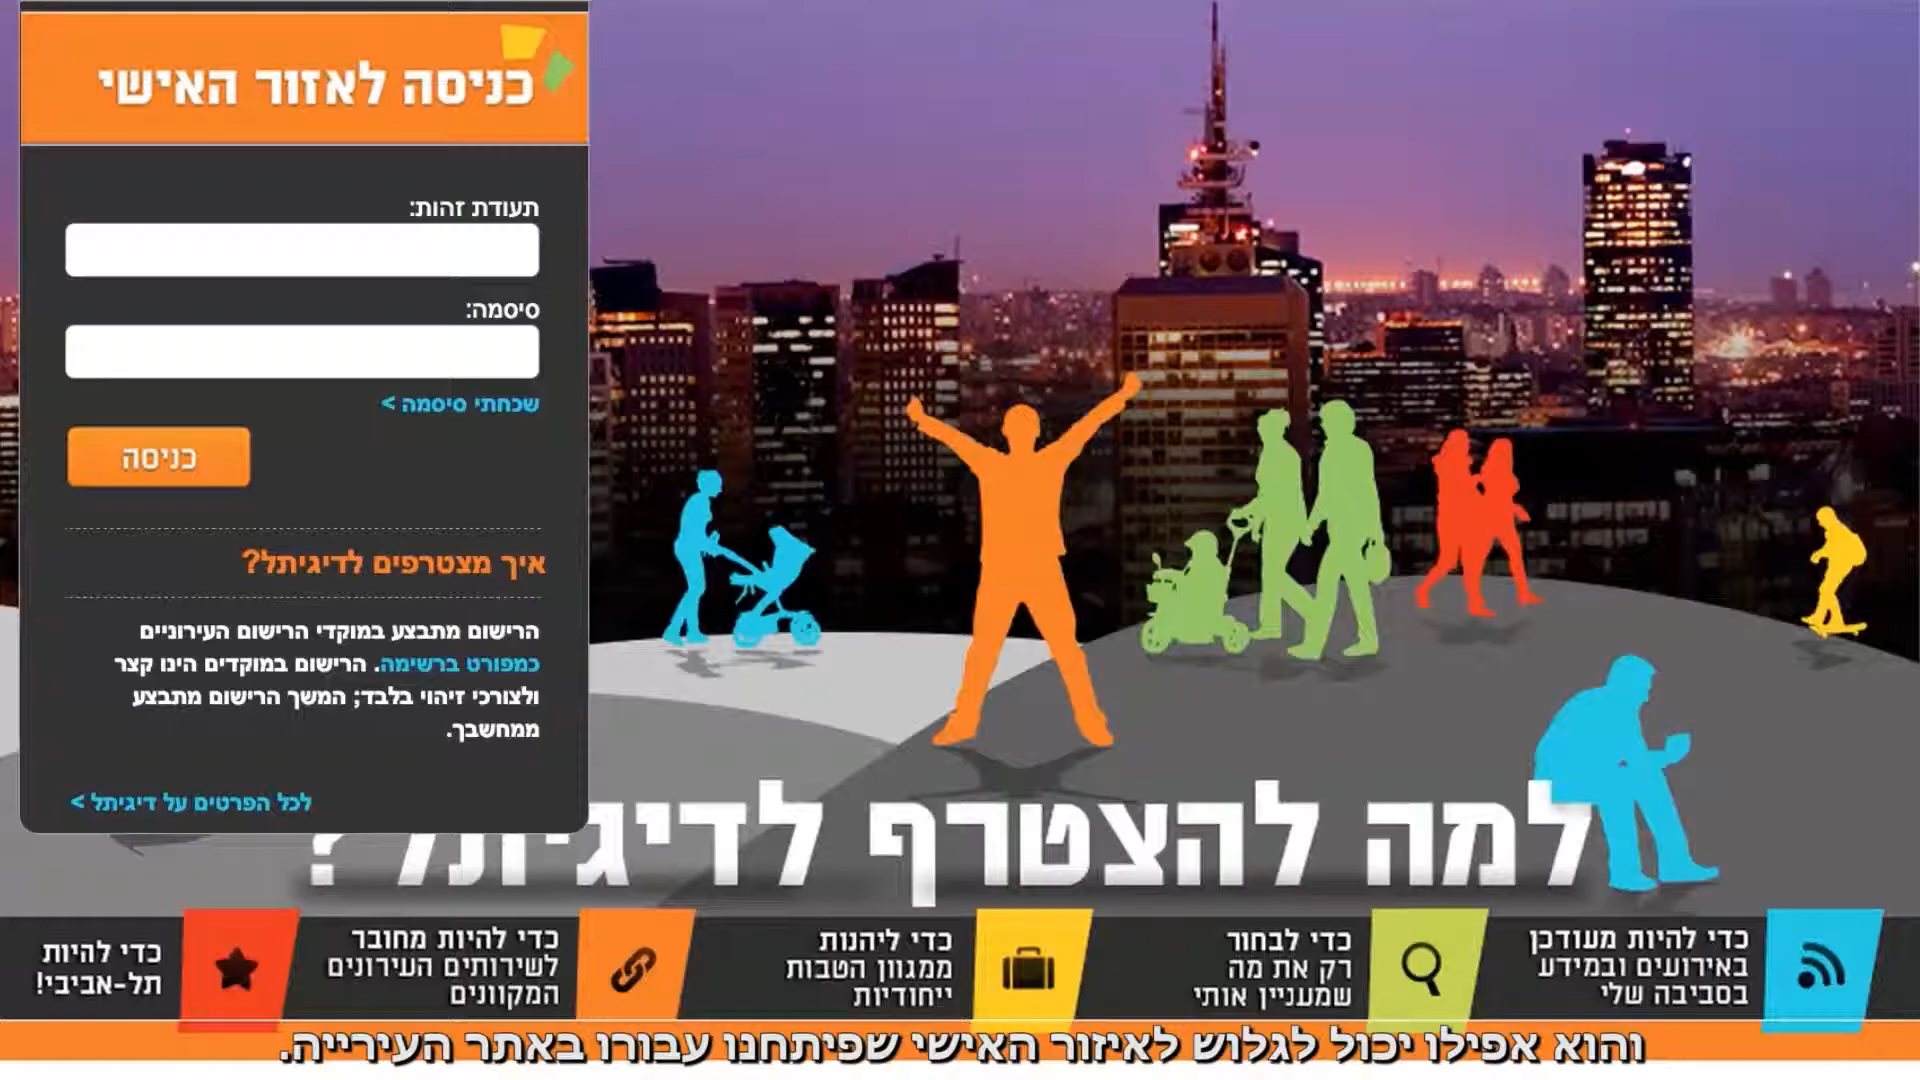 כניסה לאזור האישי
תעודת זהות:
סיסמה:
שכחתי סיסמה >
כניסה
איך מצטרפים לדיגיתל?
הרישום מתבצע במוקדי הרישום העירוניים
כמפורט ברשימה. הרישום במוקדים הינו קצר
ולצורכי זיהוי בלבד; המשך הרישום מתבצע
ממחשבך.
לכל הפרטים על דיגיתל >
למה להצטרף לדיגיתל?
כדי להיות מעודכן
באירועים ובמידע
בסביבה שלי
כדי לבחור
רק את מה
שמעניין אותי
כדי ליהנות
ממגוון הטבות
ייחודיות
כדי להיות מחובר
לשירותים העירונים
המקוונים
כדי להיות
תל-אביבי!
והוא אפילו יכול לגלוש לאיזור האישי שפיתחנו עבורו באתר העירייה.